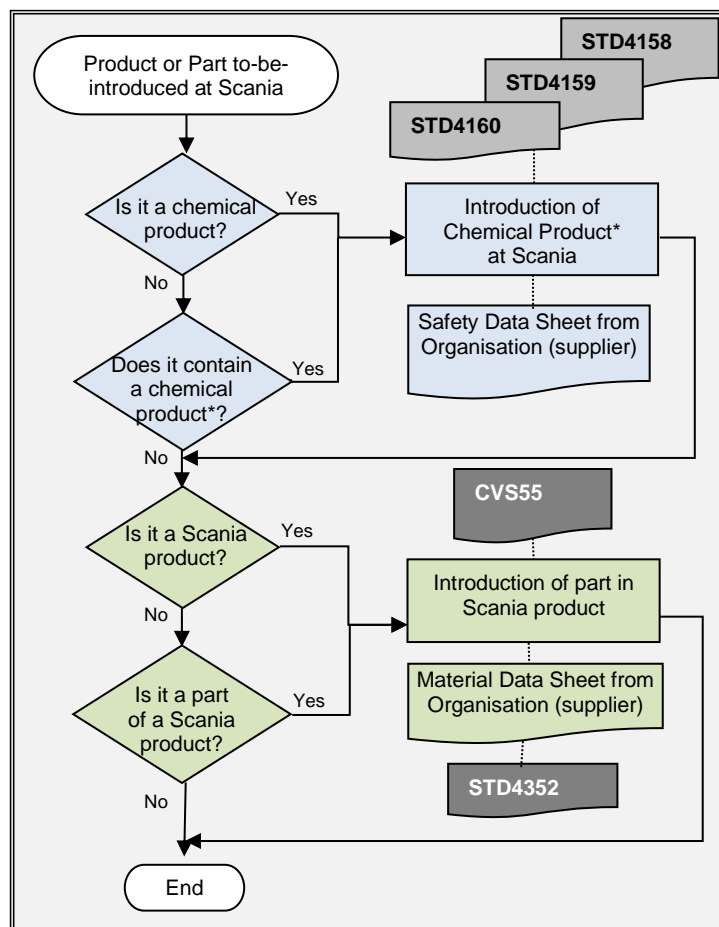 Product or Part to-be-
introduced at Scania
STD4158
STD4159
STD4160
Is it a chemical
product?
Yes
No
Introduction of
Chemical Product*
at Scania
Safety Data Sheet from
Organisation (supplier)
Does it contain
a chemical
product*?
Yes
No
CVS55
Is it a Scania
product?
Yes
No
Introduction of part in
Scania product
Material Data Sheet from
Organisation (supplier)
Is it a part
of a Scania
product?
Yes
No
STD4352
End